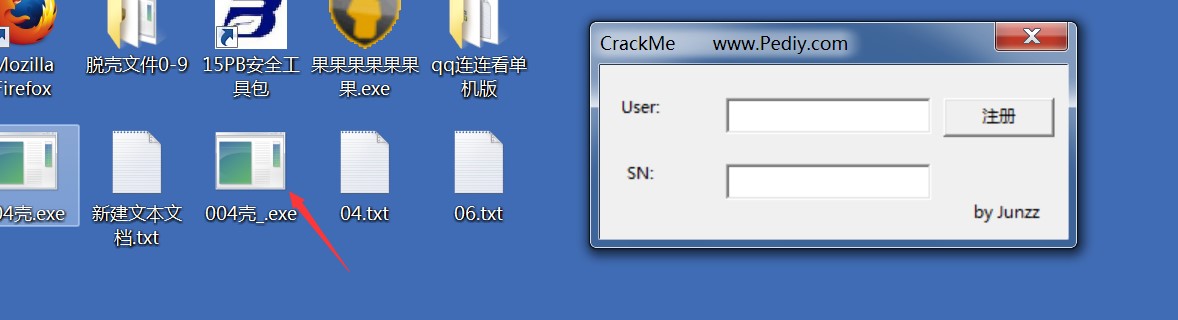 Mozilla
Firefox
脱壳文件0-9
15PB安全工
具包
果果果果果果
果.exe
qq连连看单
机版
04壳.exe
新建文本文
档.txt
004壳_.exe
04.txt
06.txt
CrackMe www.Pediy.com
User:
注册
SN:
by Junzz